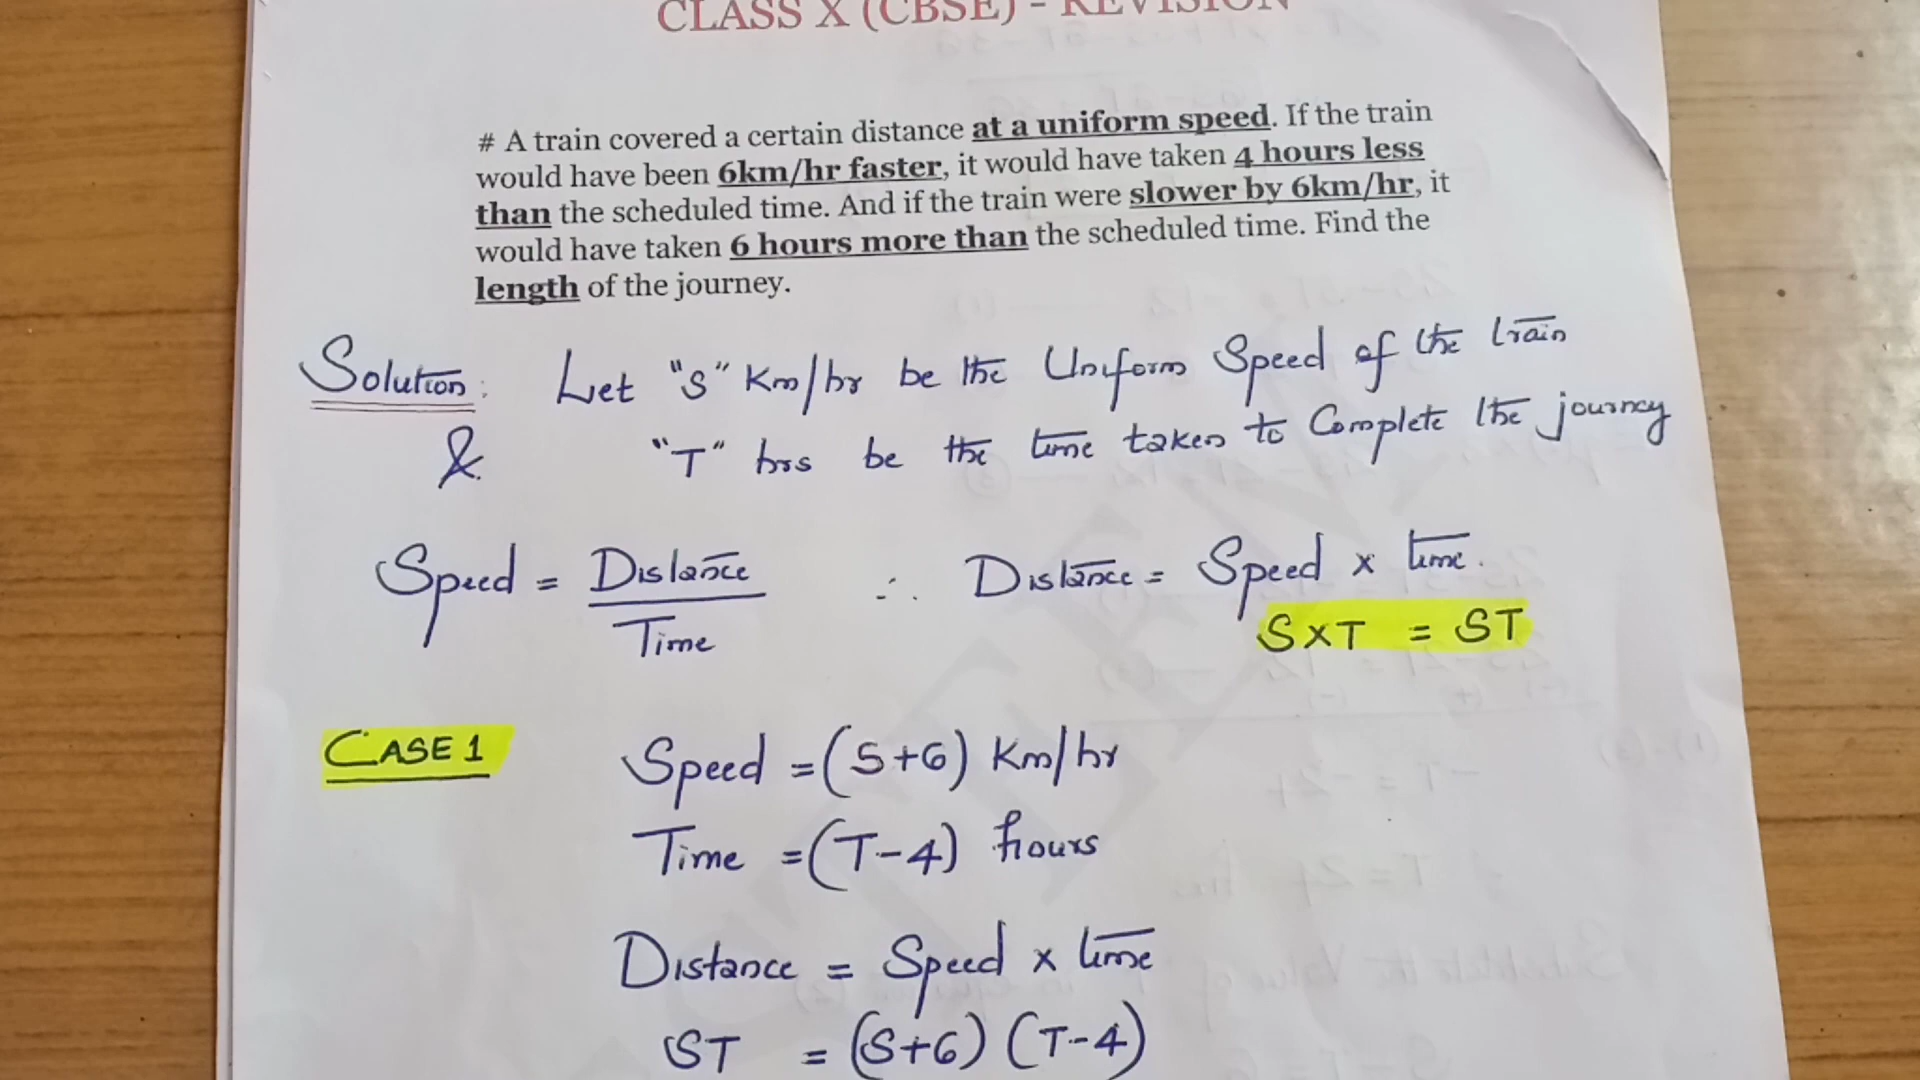 CLASS X (CBSE) - REVISION
# A train covered a certain distance at a uniform speed. If the train
would have been 6km/hr faster, it would have taken 4 hours less
than the scheduled time. And if the train were slower by 6km/hr, it
would have taken 6 hours more than the scheduled time. Find the
length of the journey.
Solution: Let "S" Km/hr be the Uniform Speed of the train
& "T" hrs be the time taken to Complete the journey
Speed = Distance / Time ∴ Distance = Speed x time.
S X T = ST
CASE 1 Speed = (S+6) Km/hr
Time = (T-4) hours
Distance = Speed x time
ST = (S+6) (T-4)